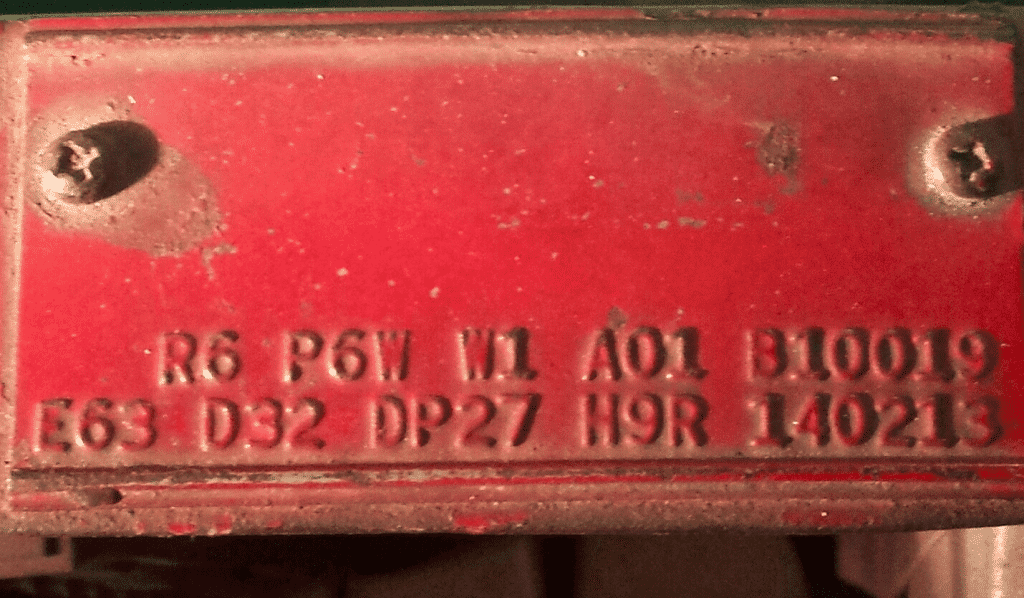 R6 P6W W1 A01 B10019
E63 D32 DP27 H9R 140213